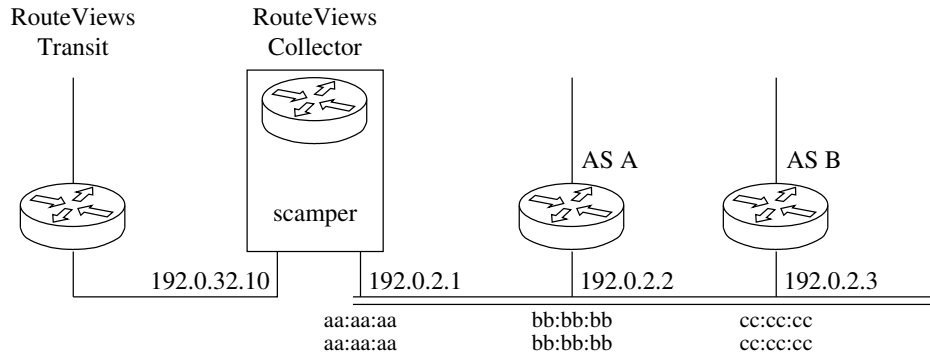 RouteViews
Transit
RouteViews
Collector
AS A
AS B
scamper
192.0.32.10
192.0.2.1
192.0.2.2
192.0.2.3
aa:aa:aa
aa:aa:aa
bb:bb:bb
bb:bb:bb
cc:cc:cc
cc:cc:cc